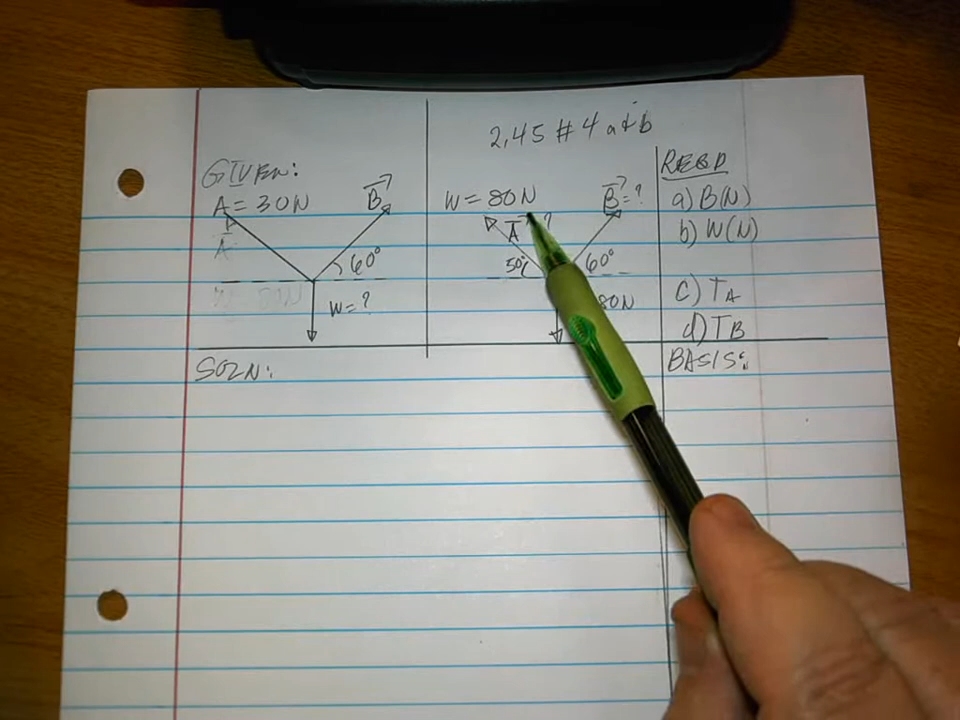 2.45 #4 a+b
GIVEN:
A = 30N
B
A
60°
W = ?
W = 80N
A ?
B = ?
50°
60°
80N
REQD
a) B(N)
b) W(N)
c) TA
d) TB
SOLN:
BASIS: